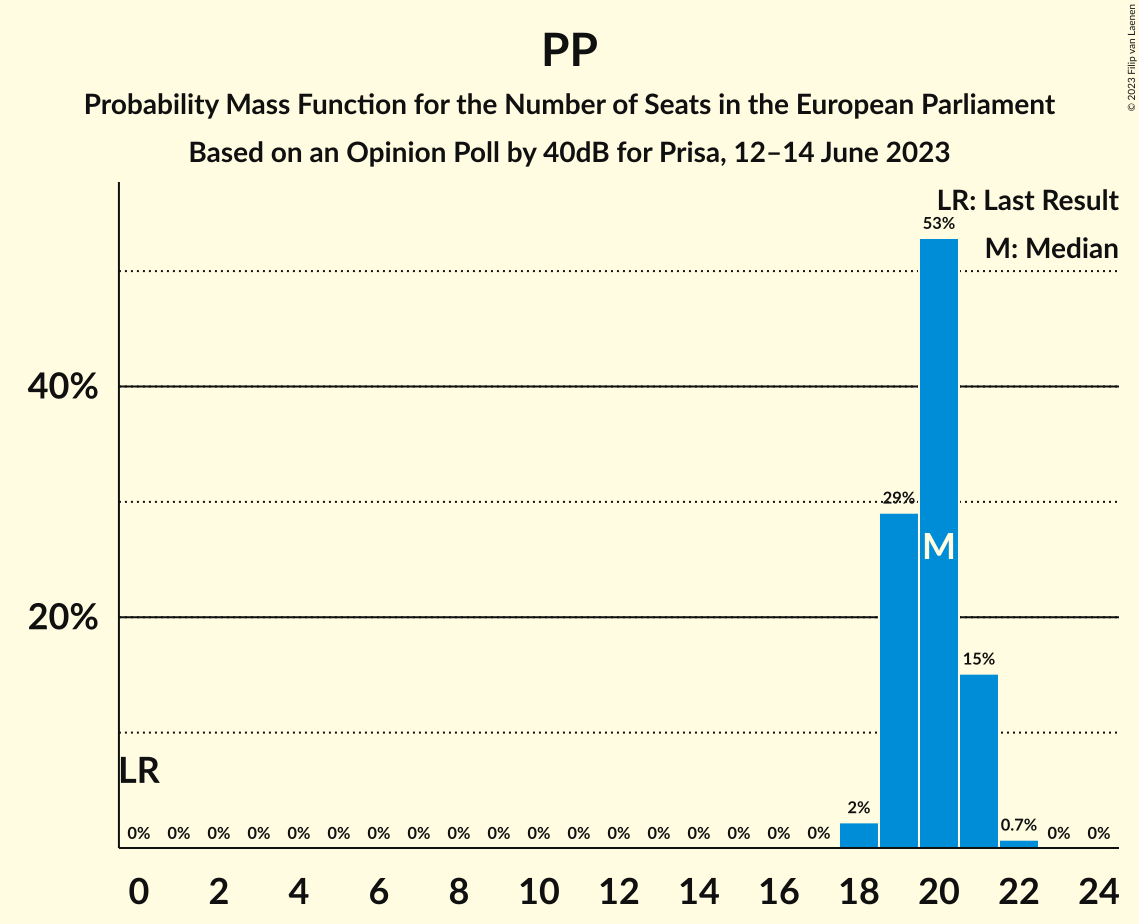 PP
Probability Mass Function for the Number of Seats in the European Parliament
Based on an Opinion Poll by 40dB for Prisa, 12–14 June 2023
© 2023 Filip van Laenen
LR: Last Result
53%
M: Median
40%
29%
M
20%
15%
LR
2%
0% 0% 0% 0% 0% 0% 0% 0% 0% 0% 0% 0% 0% 0% 0% 0% 0% 0% 0.7% 0% 0%
0 2 4 6 8 10 12 14 16 18 20 22 24